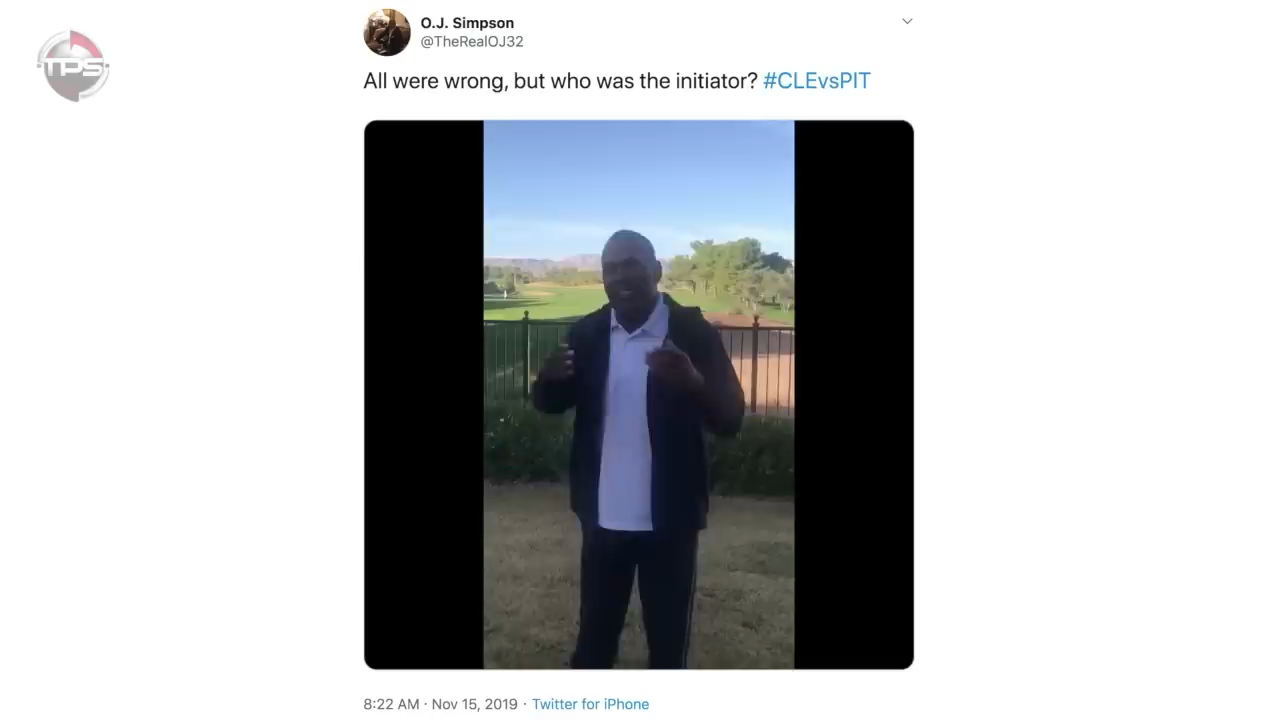 TPS
O.J. Simpson
@TheRealOJ32
All were wrong, but who was the initiator? #CLEvsPIT
8:22 AM · Nov 15, 2019 · Twitter for iPhone